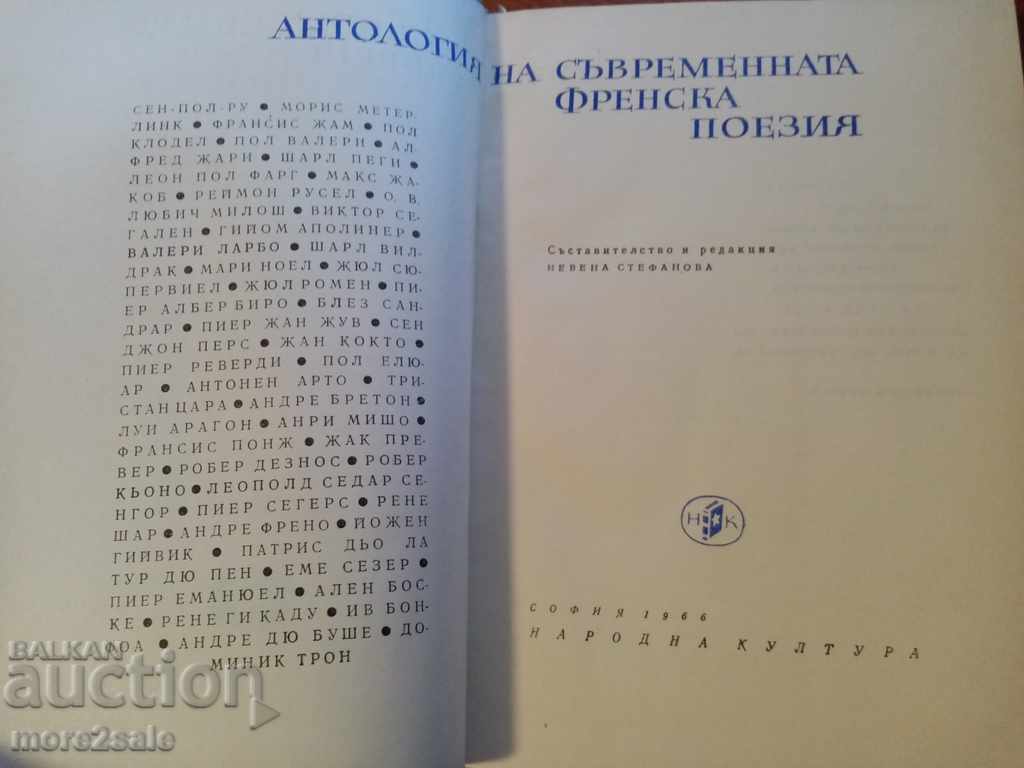 АНТОЛОГИЯ НА СЪВРЕМЕННАТА
ФРЕНСКА
ПОЕЗИЯ
СЕН-ПОЛ-РУ ● МОРИС МЕТЕР-
ЛИНК ● ФРАНСИС ЖАМ ● ПОЛ
КЛОДЕЛ ● ПОЛ ВАЛЕРИ ● АЛ-
ФРЕД ЖАРИ ● ШАРЛ ПЕГИ ●
ЛЕОН ПОЛ ФАРГ ● МАКС ЖА-
КОБ ● РЕЙМОН РУСЕЛ ● О. В.
ЛЮБИЧ МИЛОШ ● ВИКТОР СЕ-
ГАЛЕН ● ГИЙОМ АПОЛИНЕР ●
ВАЛЕРИ ЛАРБО ● ШАРЛ ВИЛ-
ДРАК ● МАРИ НОЕЛ ● ЖЮЛ СЮ-
ПЕРВИЕЛ ● ЖЮЛ РОМЕН ● ПИ-
ЕР АЛБЕР БИРО ● БЛЕЗ САН-
ДРАР ● ПИЕР ЖАН ЖУВ ● СЕН
ДЖОН ПЕРС ● ЖАН КОКТО ●
ПИЕР РЕВЕРДИ ● ПОЛ ЕЛЮ-
АР ● АНТОНЕН АРТО ● ТРИ-
СТАН ЦАРА ● АНДРЕ БРЕТОН ●
ЛУИ АРАГОН ● АНРИ МИШО ●
ФРАНСИС ПОНЖ ● ЖАК ПРЕ-
ВЕР ● РОБЕР ДЕЗНОС ● РОБЕР
КЬОНО ● ЛЕОПОЛД СЕДАР СЕ-
НГОР ● ПИЕР СЕГЕРС ● РЕНЕ
ШАР ● АНДРЕ ФРЕНО ● ЙОЖЕН
ГИЙВИК ● ПАТРИС ДЬО ЛА
ТУР ДЮ ПЕН ● ЕМЕ СЕЗЕР ●
ПИЕР ЕМАНЮЕЛ ● АЛЕН БОС-
КЕ ● РЕНЕ ГИ КАДУ ● ИВ БОН-
ФОА ● АНДРЕ ДЮ БУШЕ ● ДО-
МИНИК ТРОН
Съставителство и редакция
НЕВЕНА СТЕФАНОВА
Н К
СОФИЯ 1966
НАРОДНА КУЛТУРА
BALKAN
auction
more2sale